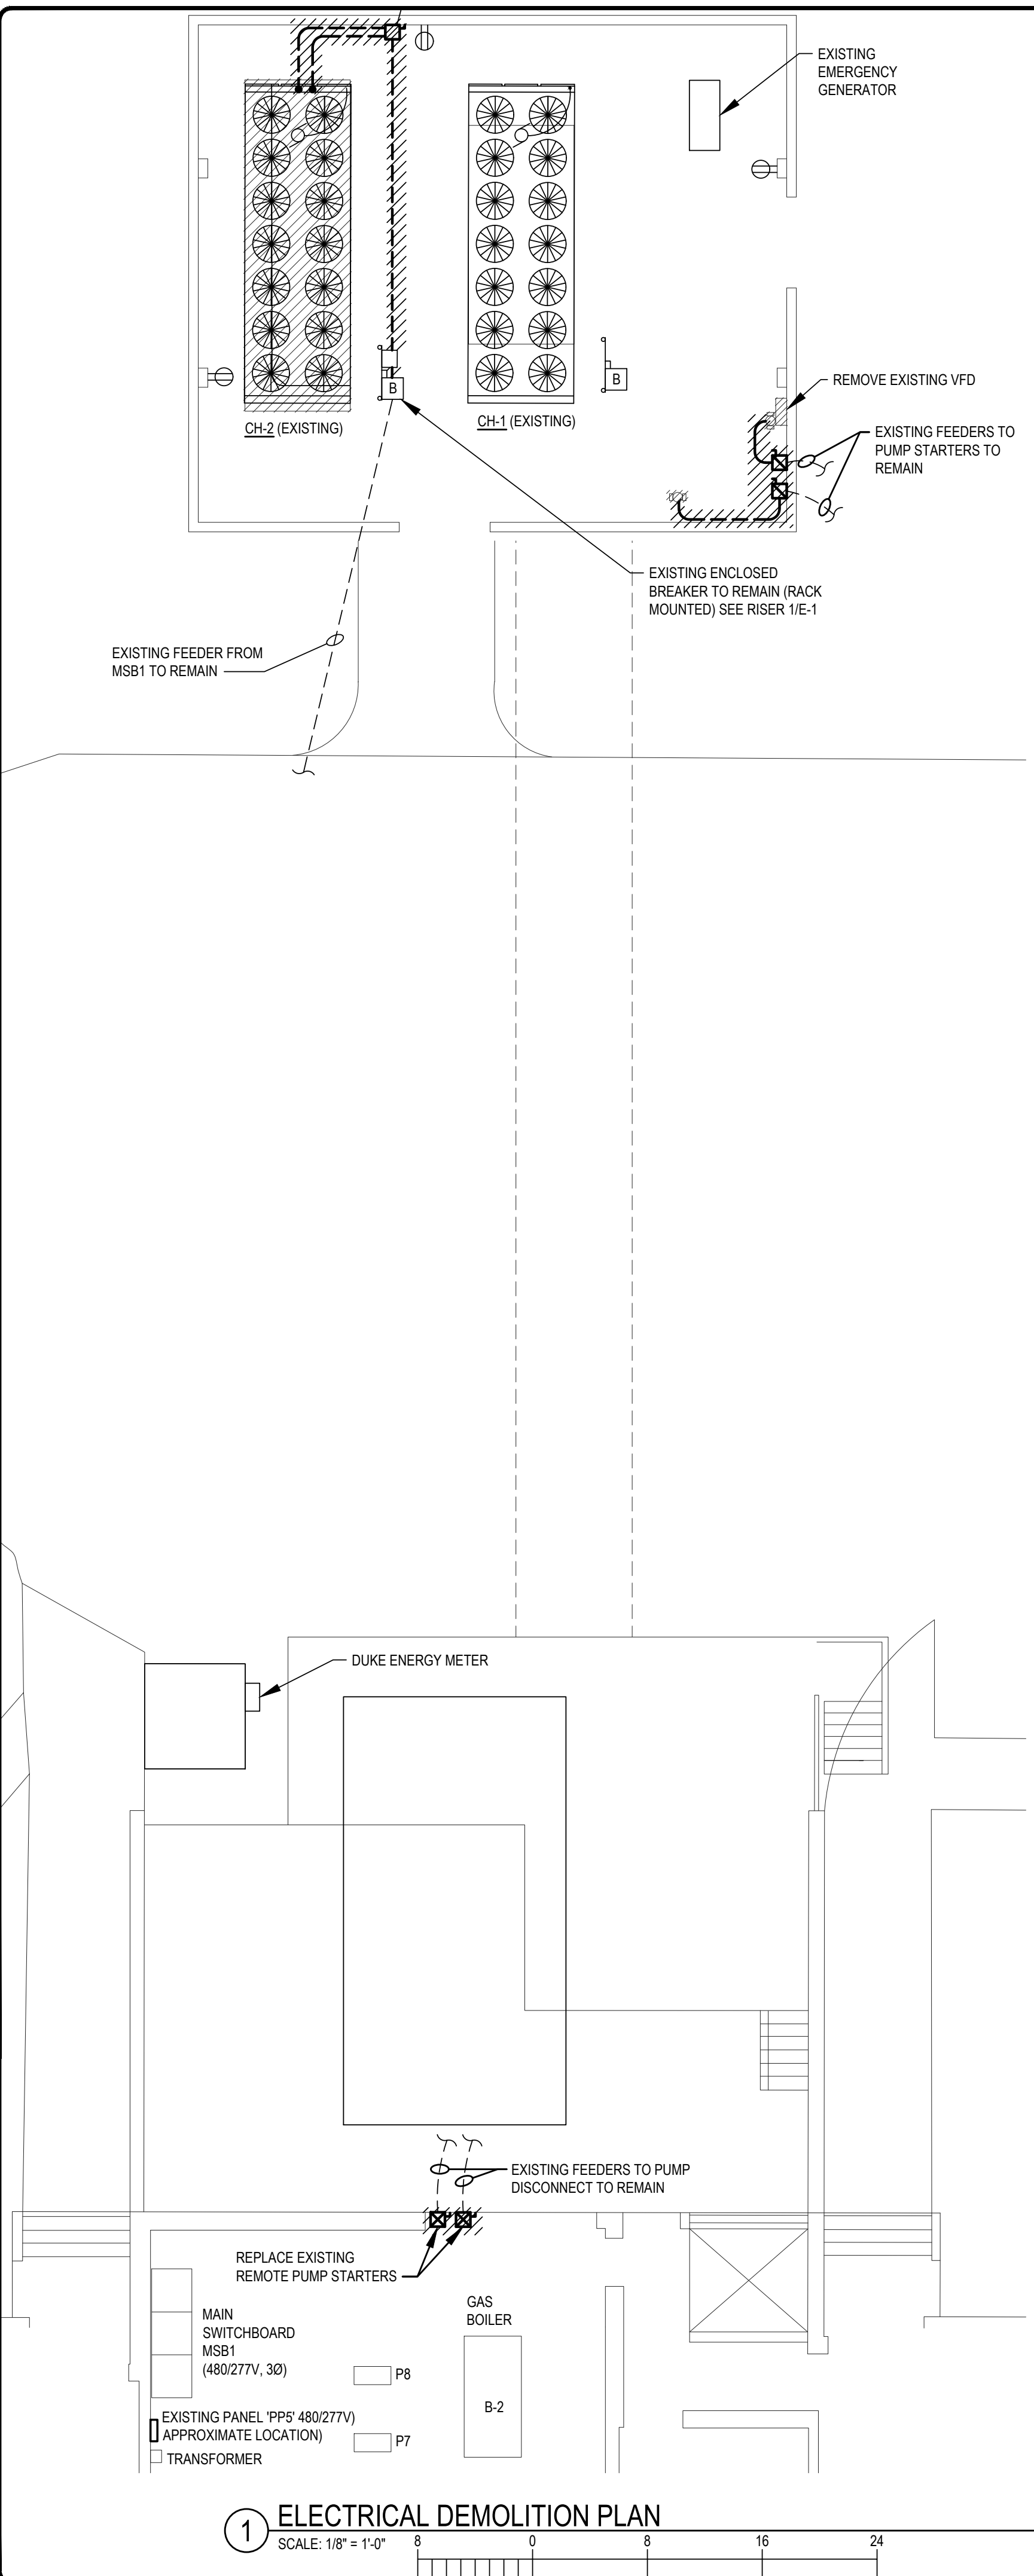 EXISTING
EMERGENCY
GENERATOR
B
B
CH-2 (EXISTING)
CH-1 (EXISTING)
REMOVE EXISTING VFD
EXISTING FEEDERS TO
PUMP STARTERS TO
REMAIN
EXISTING ENCLOSED
BREAKER TO REMAIN (RACK
MOUNTED) SEE RISER 1/E-1
EXISTING FEEDER FROM
MSB1 TO REMAIN
DUKE ENERGY METER
EXISTING FEEDERS TO PUMP
DISCONNECT TO REMAIN
REPLACE EXISTING
REMOTE PUMP STARTERS
GAS
BOILER
MAIN
SWITCHBOARD
MSB1
(480/277V, 3Ø)
P8
B-2
EXISTING PANEL 'PP5' 480/277V)
APPROXIMATE LOCATION)
P7
TRANSFORMER
1
ELECTRICAL DEMOLITION PLAN
SCALE: 1/8" = 1'-0"
8 0 8 16 24